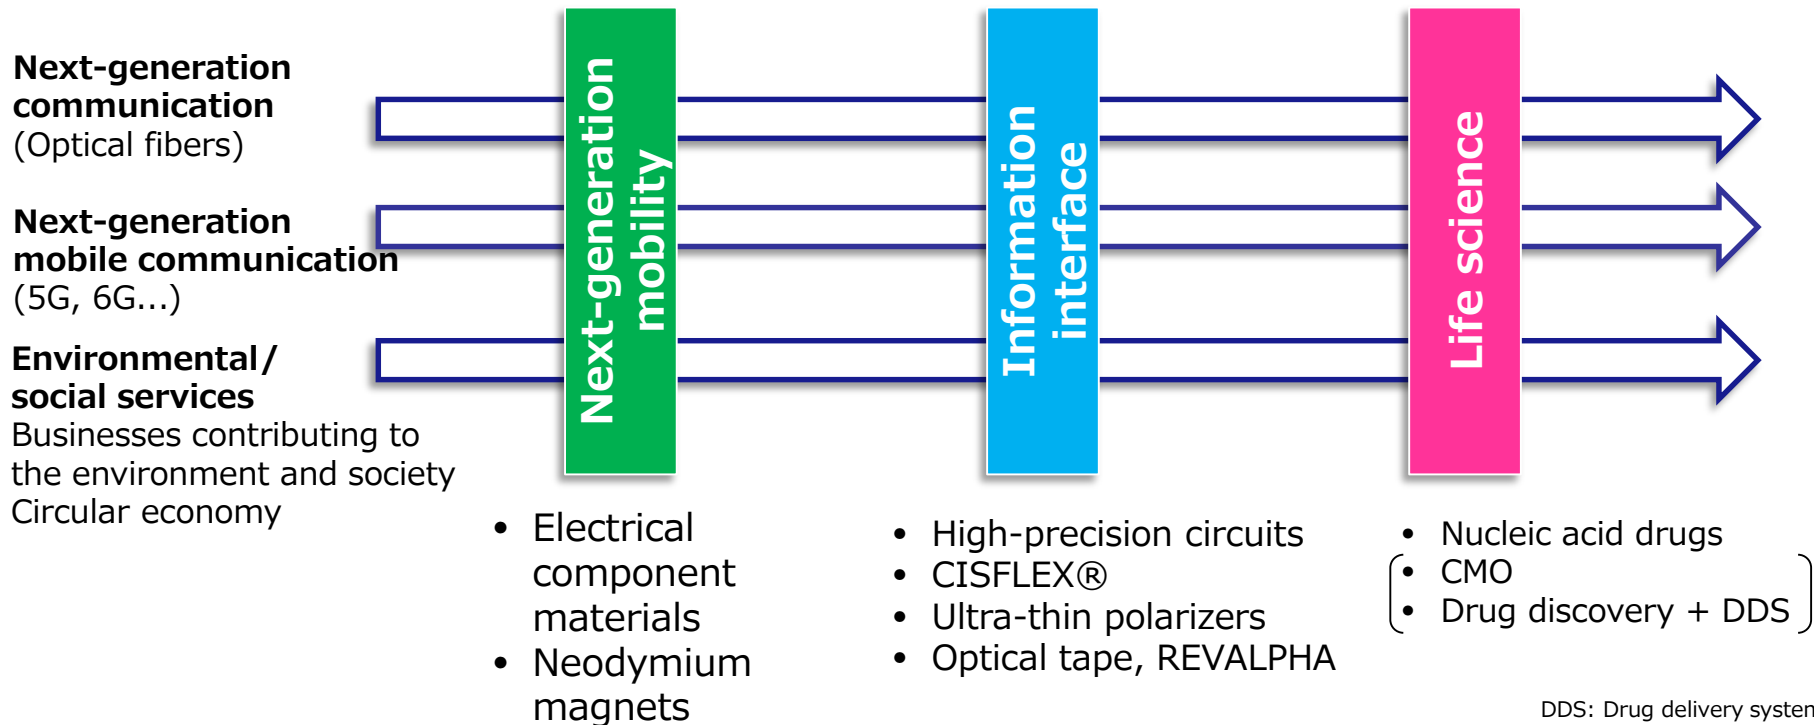 Next-generation
communication
(Optical fibers)
Next-generation
mobile communication
(5G, 6G...)
Environmental/
social services
Businesses contributing to
the environment and society
Circular economy
Next-generation
mobility
Information
interface
Life science
• Electrical
component
materials
• Neodymium
magnets
• High-precision circuits
• CISFLEX®
• Ultra-thin polarizers
• Optical tape, REVALPHA
• Nucleic acid drugs
• CMO
• Drug discovery + DDS
DDS: Drug delivery system